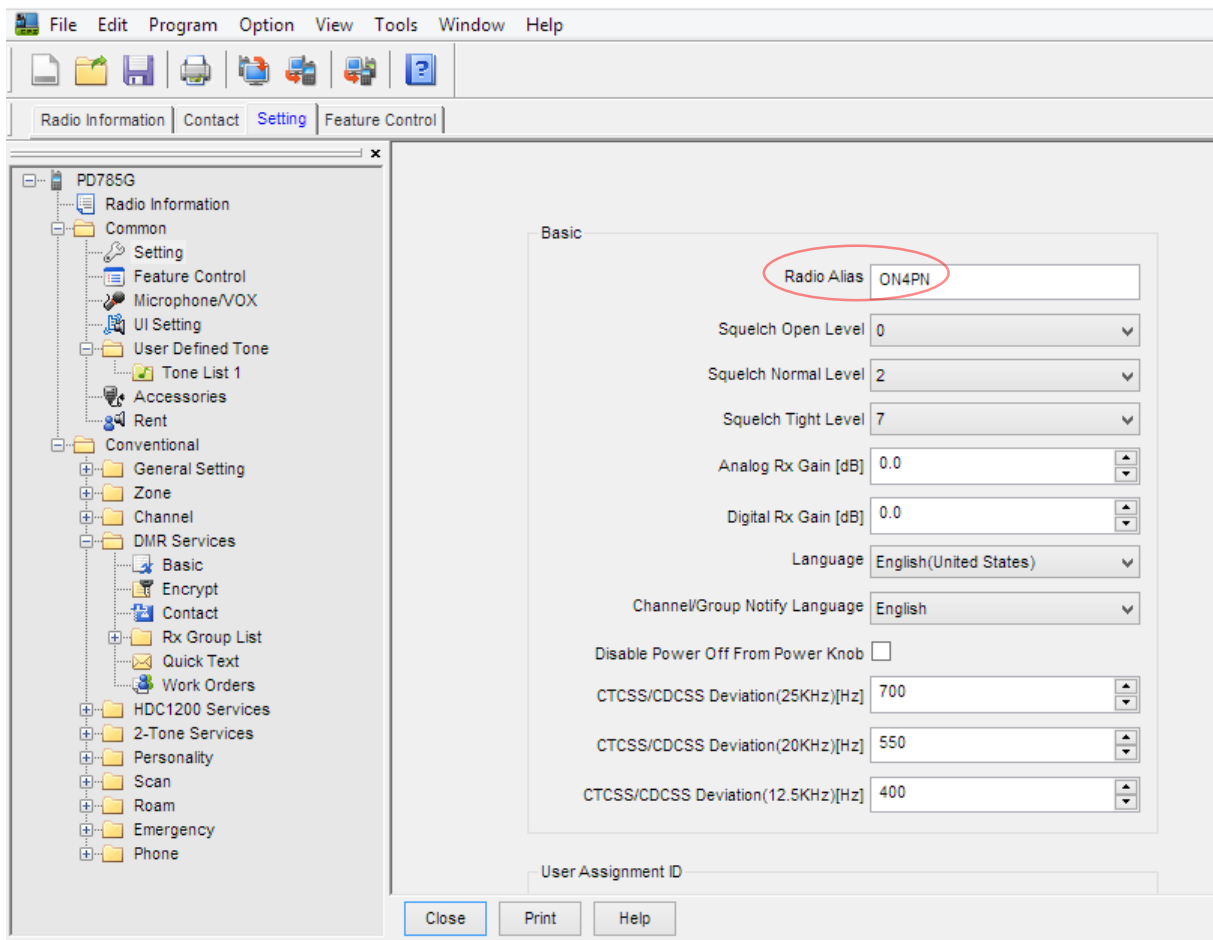 File Edit Program Option View Tools Window Help
Radio Information Contact Setting Feature Control
PD785G
Radio Information
Common
Setting
Feature Control
Microphone/VOX
UI Setting
User Defined Tone
Tone List 1
Accessories
Rent
Conventional
General Setting
Zone
Channel
DMR Services
Basic
Encrypt
Contact
Rx Group List
Quick Text
Work Orders
HDC1200 Services
2-Tone Services
Personality
Scan
Roam
Emergency
Phone
Basic
Radio Alias ON4PN
Squelch Open Level 0
Squelch Normal Level 2
Squelch Tight Level 7
Analog Rx Gain [dB] 0.0
Digital Rx Gain [dB] 0.0
Language English(United States)
Channel/Group Notify Language English
Disable Power Off From Power Knob
CTCSS/CDCSS Deviation(25KHz)[Hz] 700
CTCSS/CDCSS Deviation(20KHz)[Hz] 550
CTCSS/CDCSS Deviation(12.5KHz)[Hz] 400
User Assignment ID
Close Print Help